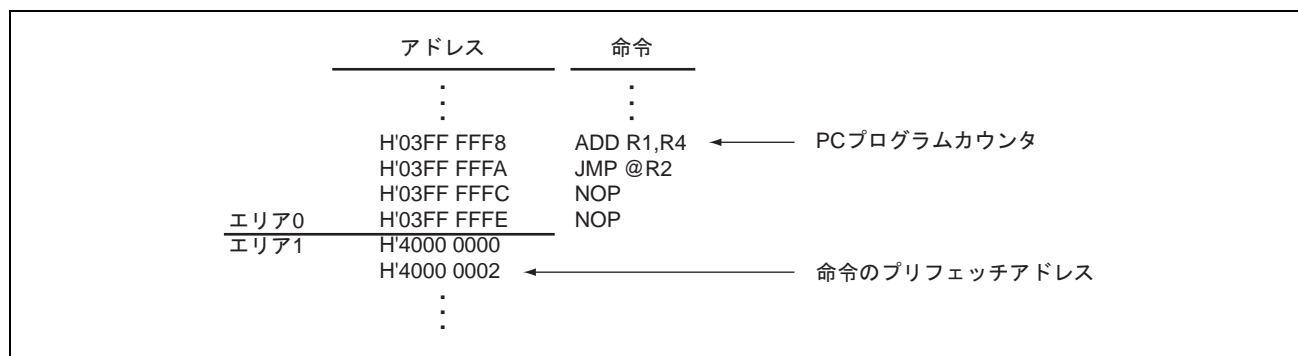 アドレス 命令
H'03FF FFF8 ADD R1,R4 PCプログラムカウンタ
H'03FF FFFA JMP @R2
H'03FF FFFC NOP
エリア0 H'03FF FFFE NOP
エリア1 H'4000 0000
H'4000 0002 命令のプリフェッチアドレス